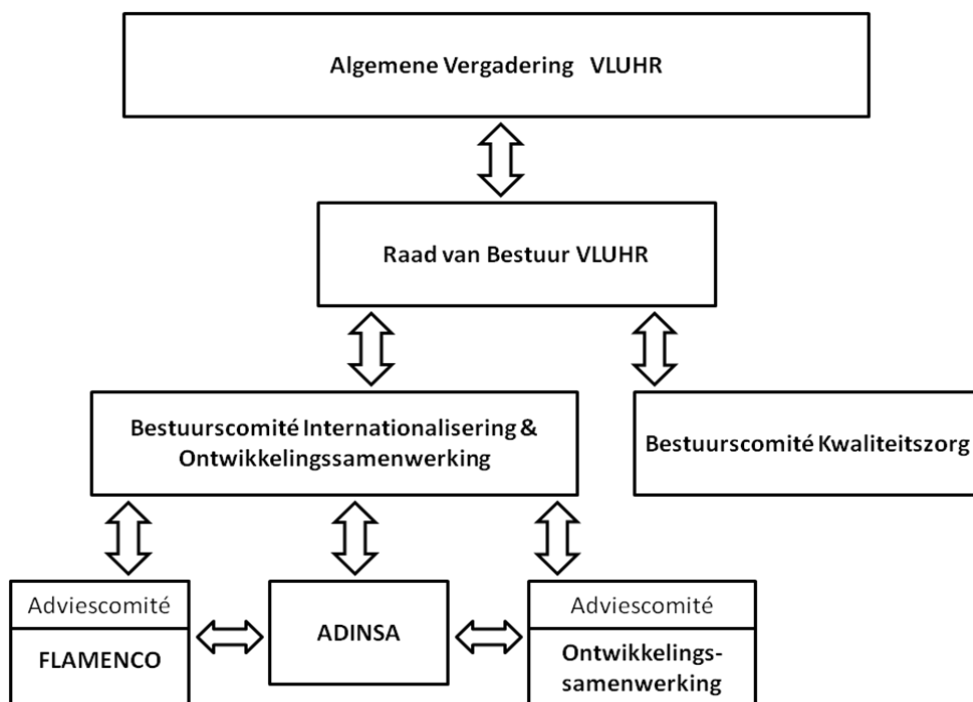 Algemene Vergadering VLUHR
Raad van Bestuur VLUHR
Bestuurscomité Internationalisering &
Ontwikkelingssamenwerking
Bestuurscomité Kwaliteitszorg
Adviescomité
FLAMENCO
ADINSA
Adviescomité
Ontwikkelings-
samenwerking